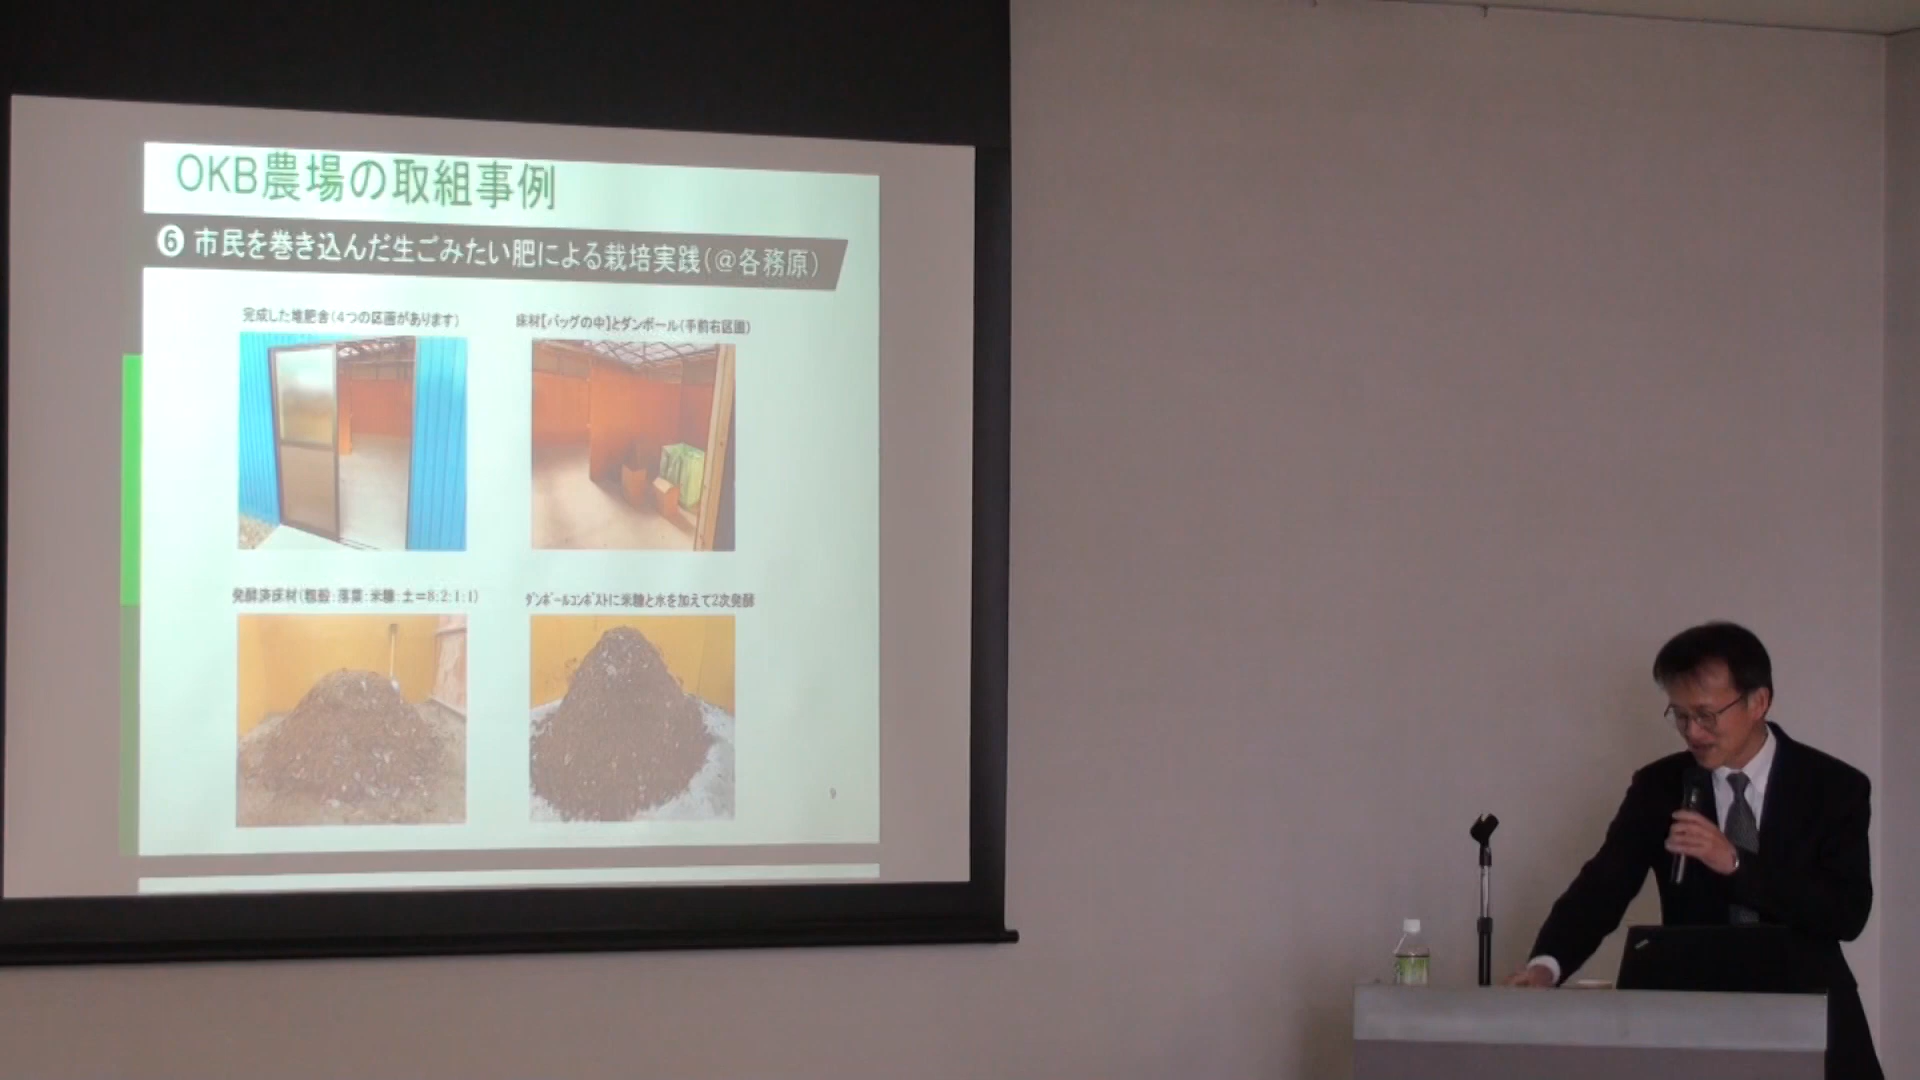 OKB農場の取組事例
❻ 市民を巻き込んだ生ごみたい肥による栽培実践(@各務原)
完成した堆肥舎(4つの区画があります)
床材【バッグの中】とダンボール(手前右区画)
発酵済床材(籾殻:落葉:米糠:土=8:2:1:1)
ダンボールコンポストに米糠と水を加えて2次発酵
9